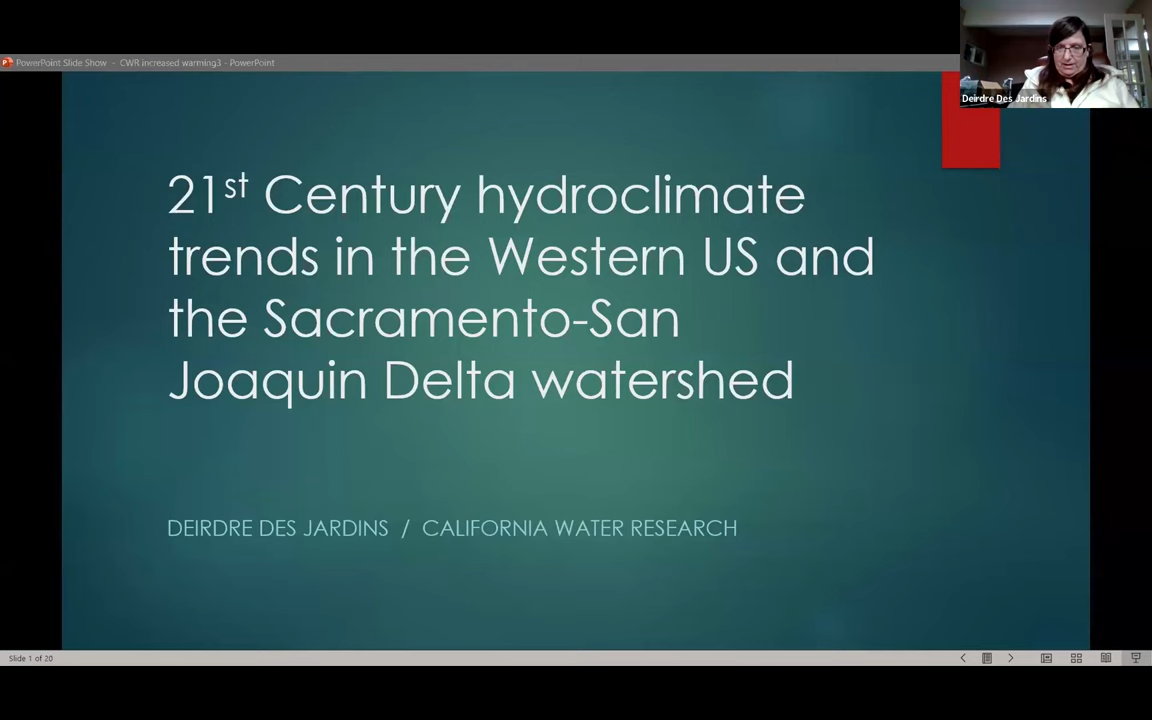 PowerPoint Slide Show - CWR increased warming3 - PowerPoint
Deirdre Des Jardins
21st Century hydroclimate
trends in the Western US and
the Sacramento-San
Joaquin Delta watershed
DEIRDRE DES JARDINS / CALIFORNIA WATER RESEARCH
Slide 1 of 20